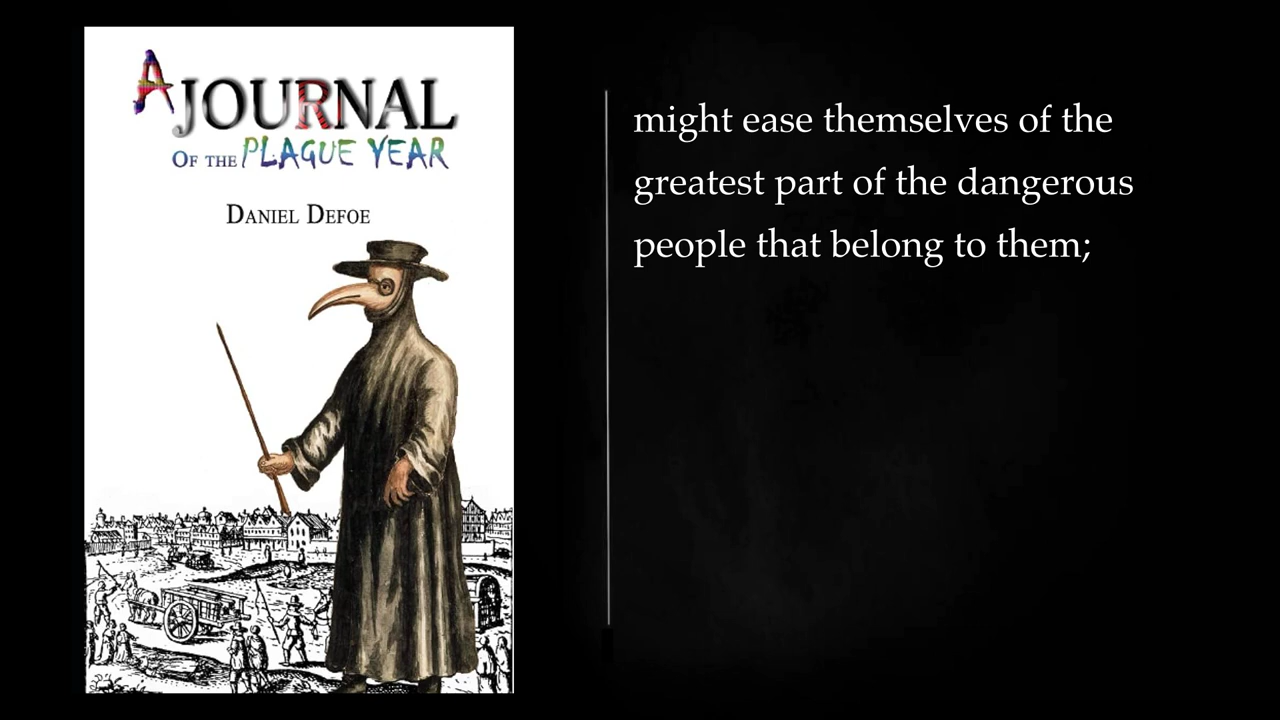 A JOURNAL
OF THE PLAGUE YEAR
DANIEL DEFOE
might ease themselves of the
greatest part of the dangerous
people that belong to them;